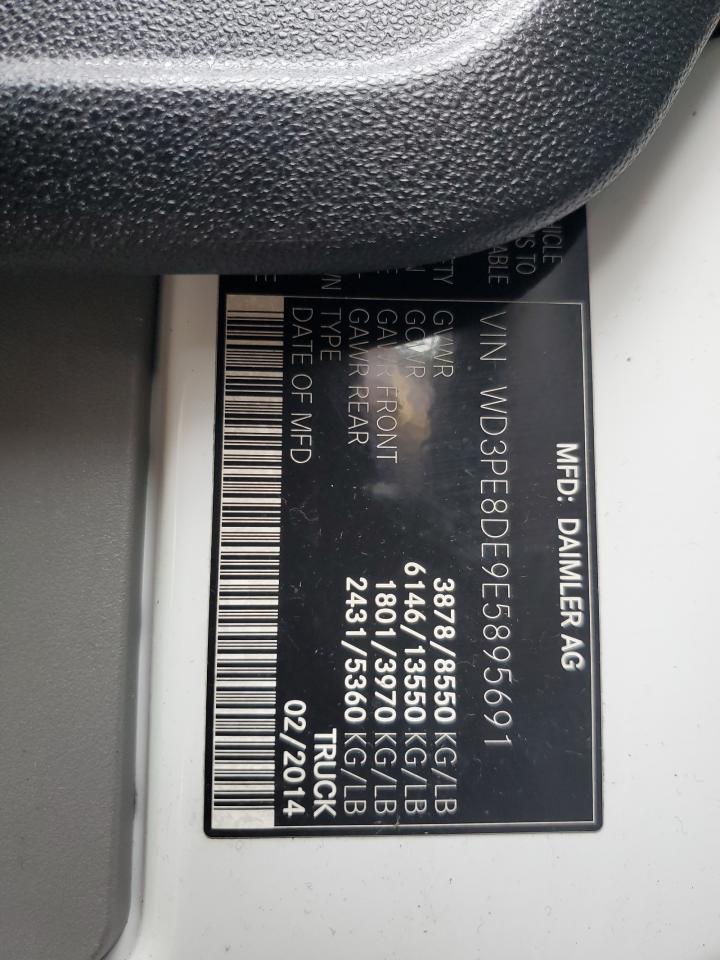 MFD: DAIMLER AG
VIN WD3PE8DE9E5895691
GVWR 3878/8550 KG/LB
GCWR 6146/13550 KG/LB
GAWR FRONT 1801/3970 KG/LB
GAWR REAR 2431/5360 KG/LB
TYPE TRUCK
DATE OF MFD 02/2014